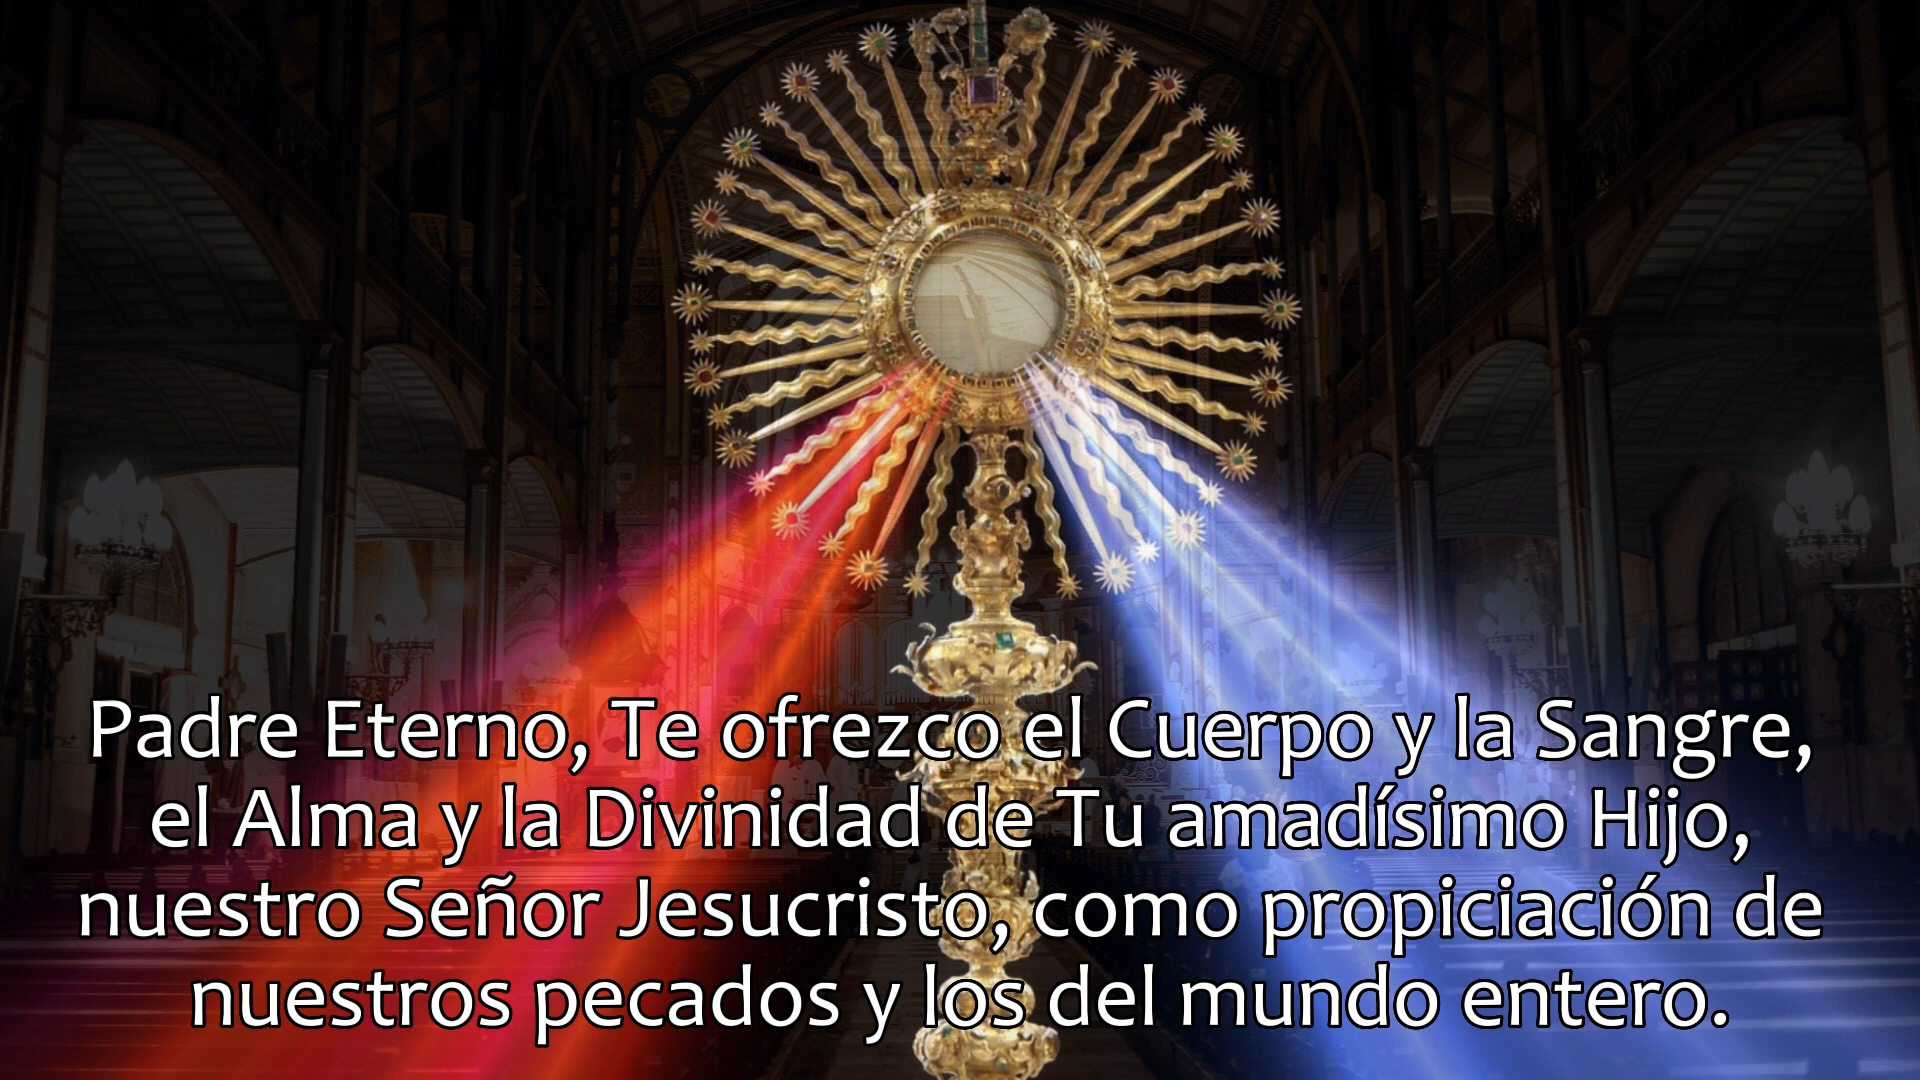 Padre Eterno, Te ofrezco el Cuerpo y la Sangre,
el Alma y la Divinidad de Tu amadísimo Hijo,
nuestro Señor Jesucristo, como propiciación de
nuestros pecados y los del mundo entero.